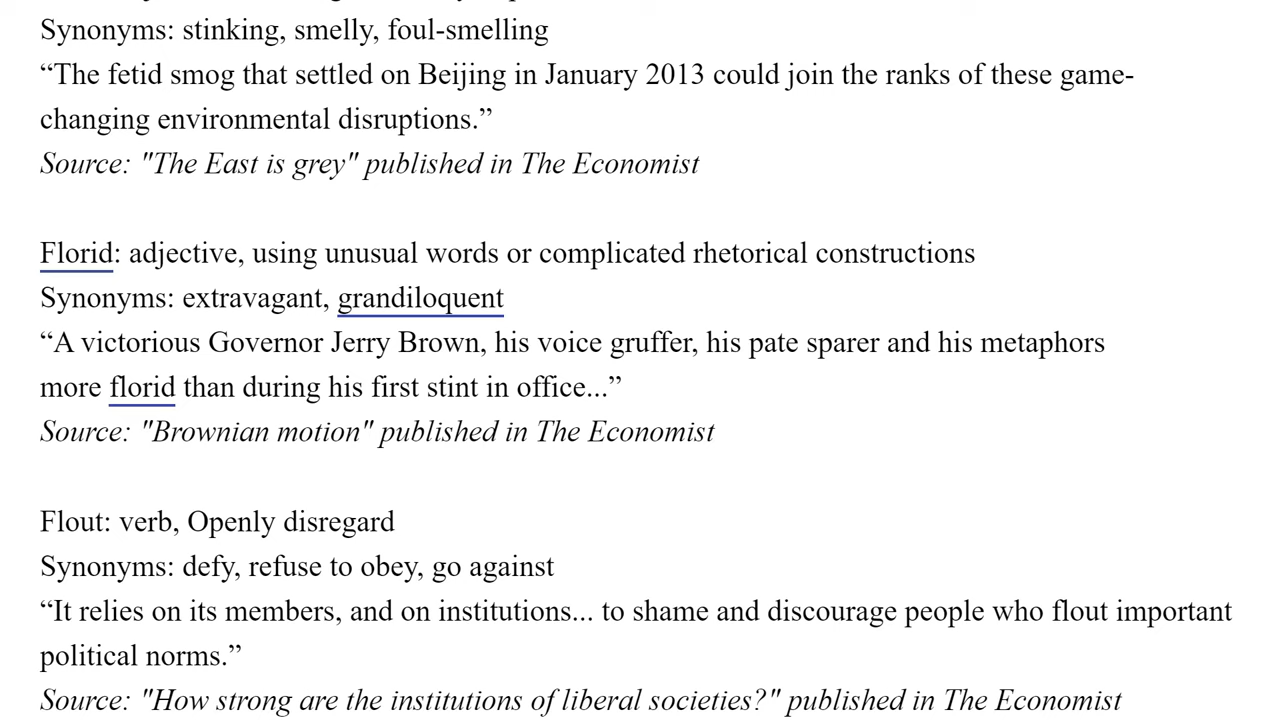 Synonyms: stinking, smelly, foul-smelling
“The fetid smog that settled on Beijing in January 2013 could join the ranks of these game-
changing environmental disruptions.”
Source: "The East is grey" published in The Economist
Florid: adjective, using unusual words or complicated rhetorical constructions
Synonyms: extravagant, grandiloquent
“A victorious Governor Jerry Brown, his voice gruffer, his pate sparer and his metaphors
more florid than during his first stint in office...”
Source: "Brownian motion" published in The Economist
Flout: verb, Openly disregard
Synonyms: defy, refuse to obey, go against
“It relies on its members, and on institutions... to shame and discourage people who flout important
political norms.”
Source: "How strong are the institutions of liberal societies?" published in The Economist